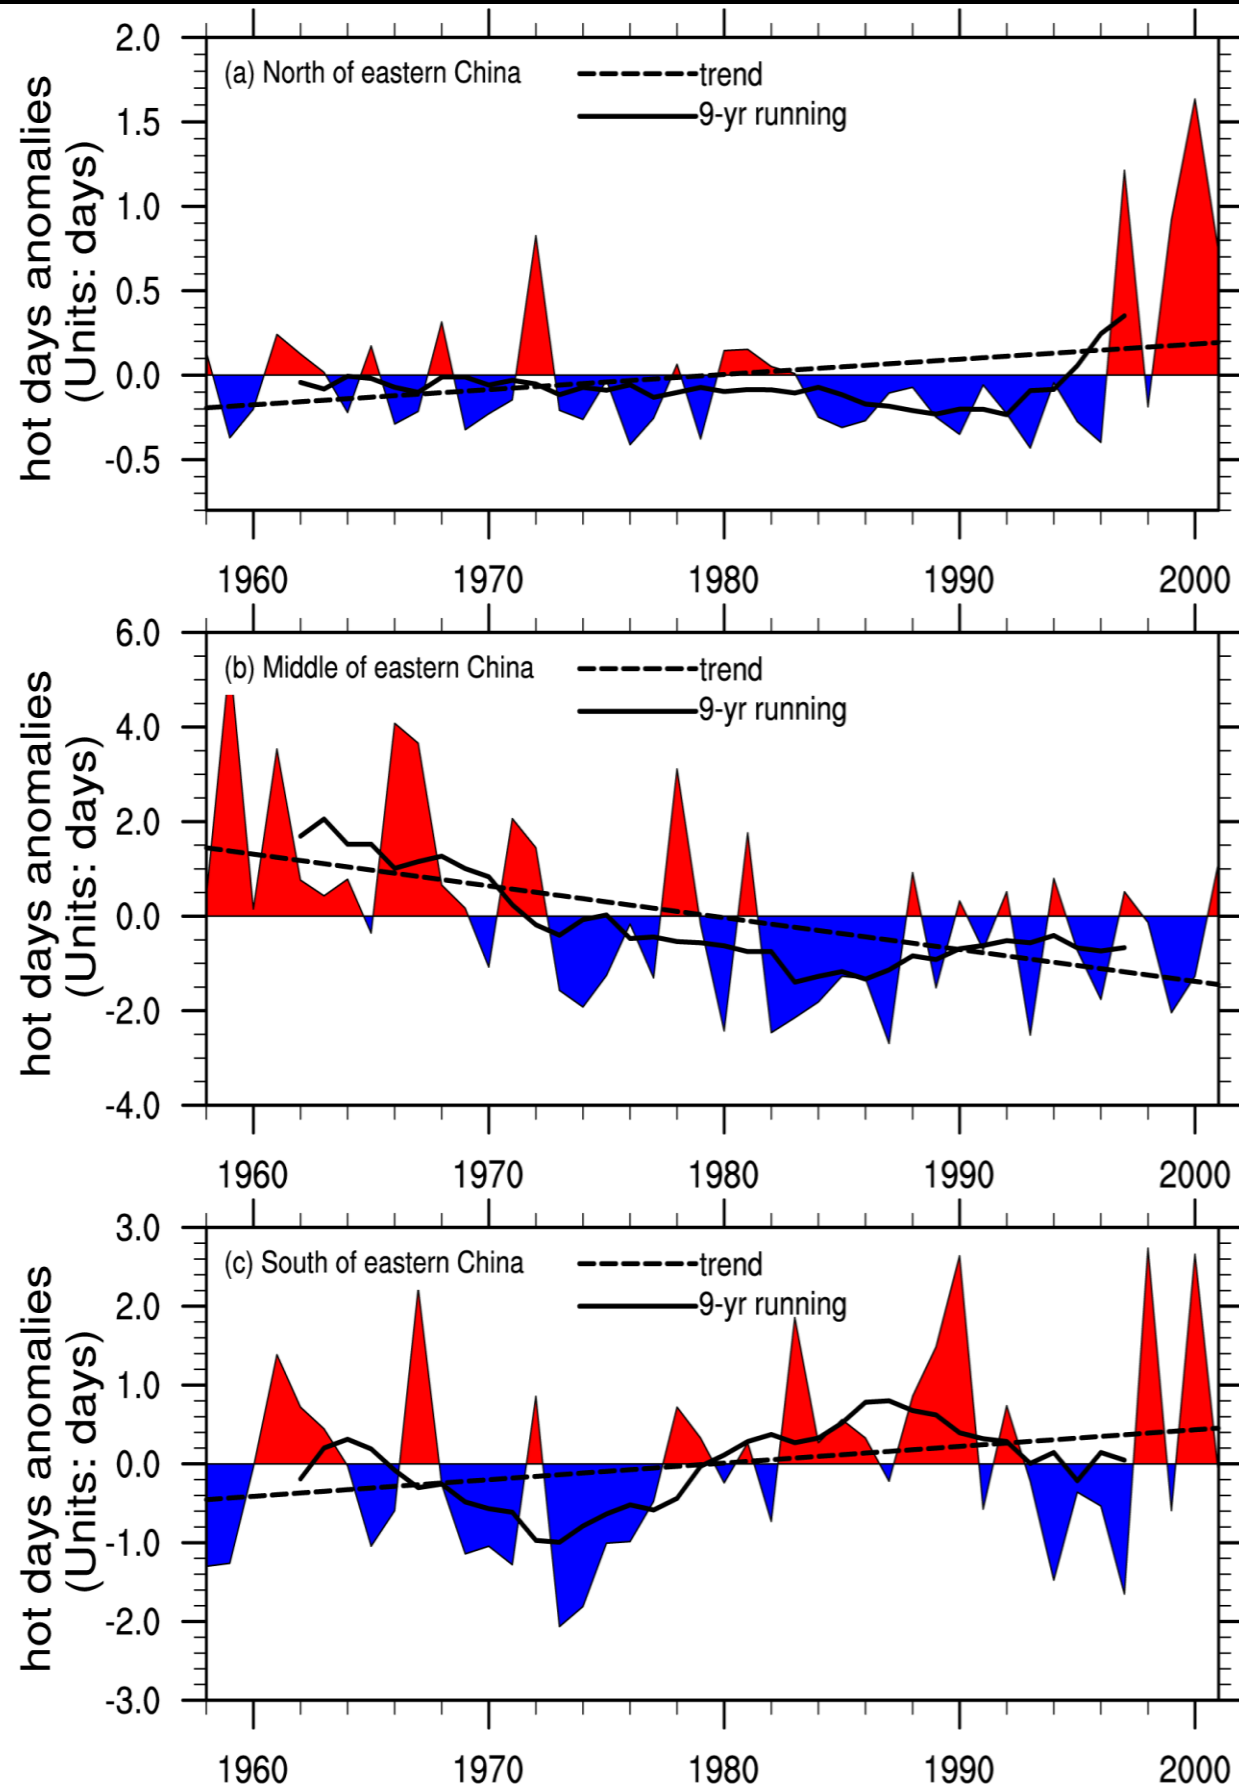 hot days anomalies
(Units: days)
2.0
1.5
1.0
0.5
0.0
-0.5
(a) North of eastern China
trend
9-yr running
1960 1970 1980 1990 2000
hot days anomalies
(Units: days)
6.0
4.0
2.0
0.0
-2.0
-4.0
(b) Middle of eastern China
trend
9-yr running
1960 1970 1980 1990 2000
hot days anomalies
(Units: days)
3.0
2.0
1.0
0.0
-1.0
-2.0
-3.0
(c) South of eastern China
trend
9-yr running
1960 1970 1980 1990 2000